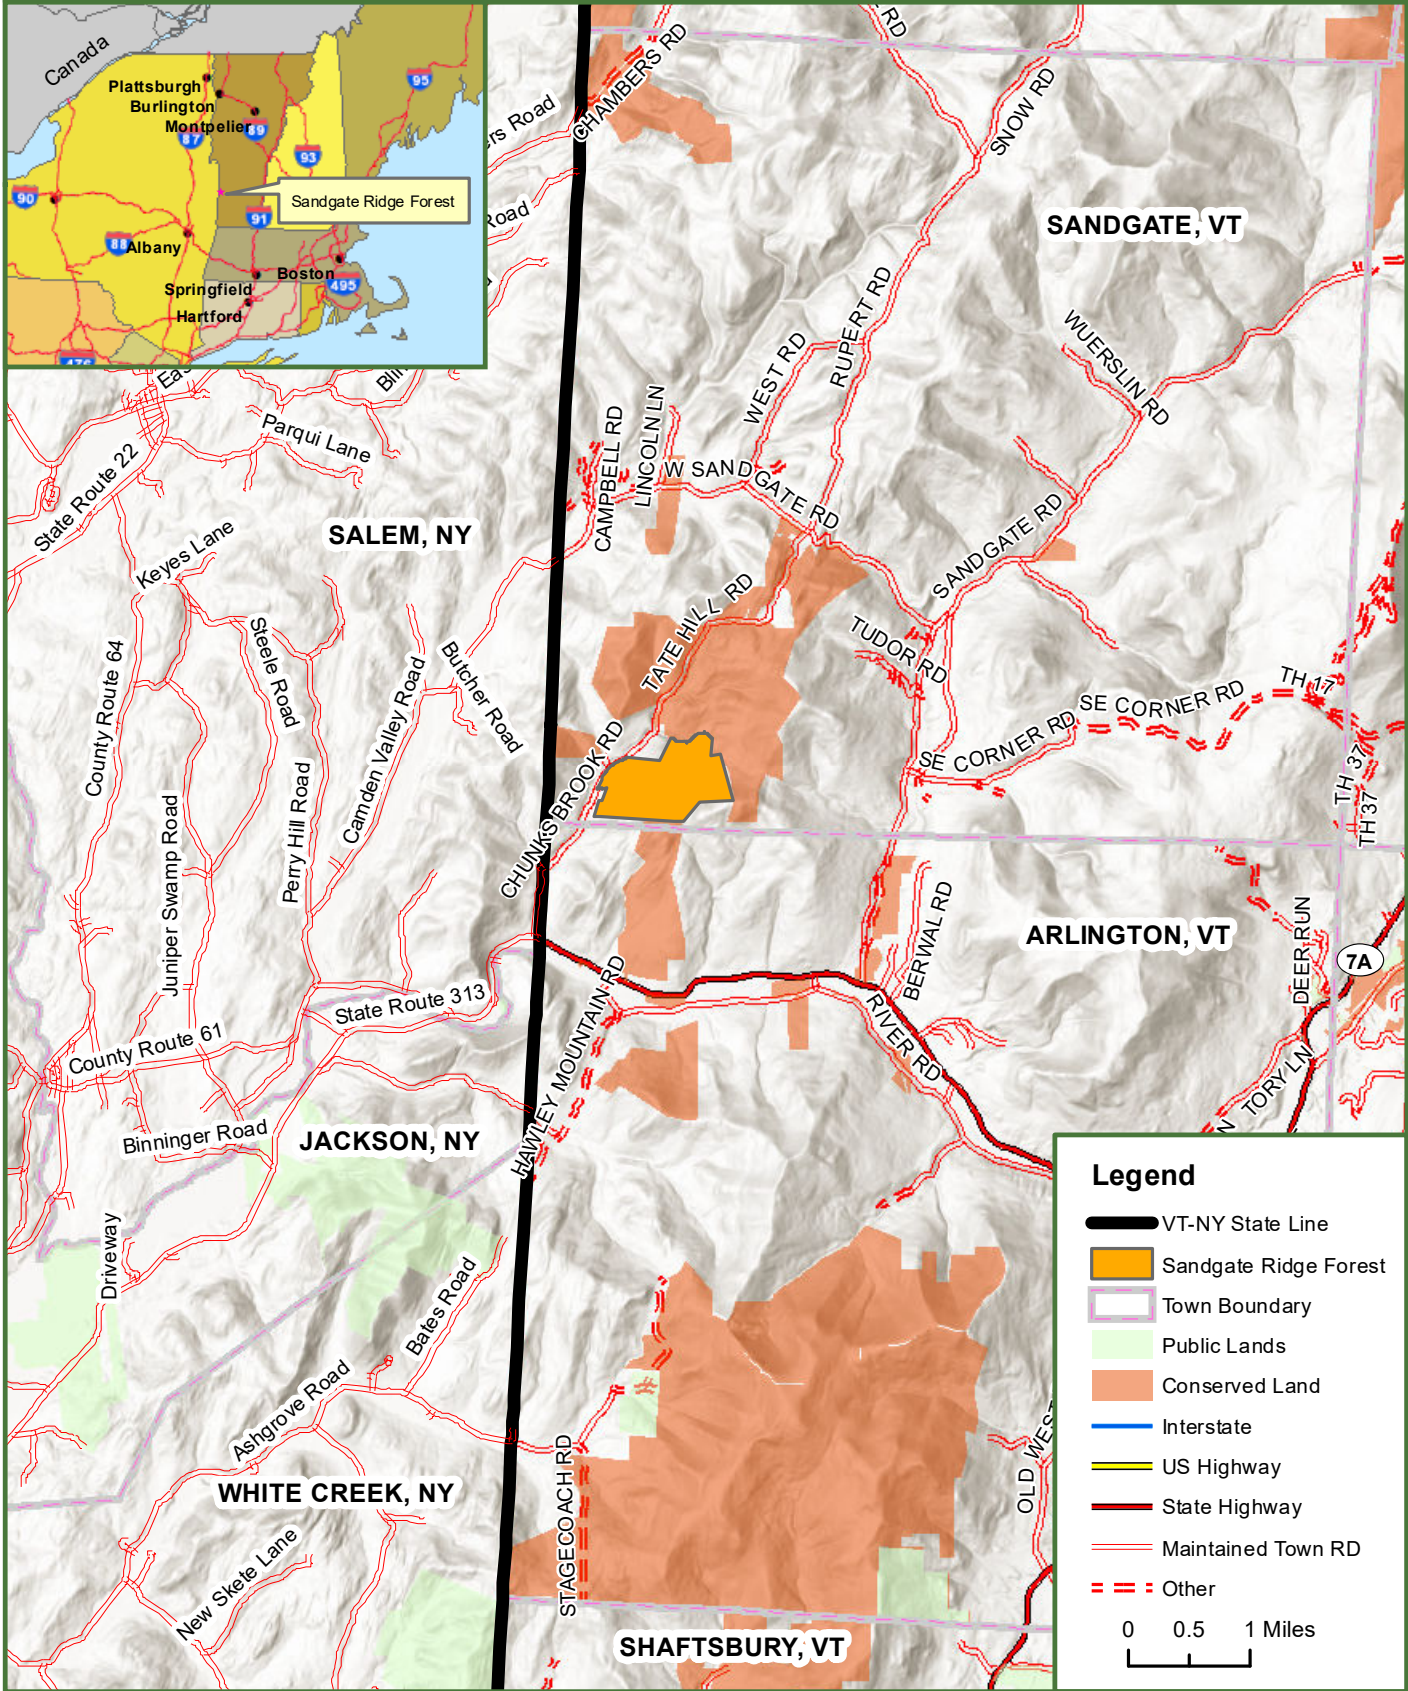 Canada
Plattsburgh
Burlington
Montpelier
95
87
89
93
90
Sandgate Ridge Forest
91
88
Albany
Boston
495
Springfield
Hartford
CHAMBERS RD
RD
SNOW RD
ers Road
Road
SANDGATE, VT
RUPERT RD
WEST RD
WUERSLIN RD
Parqui Lane
State Route 22
CAMPBELL RD
LINCOLN LN
W SANDGATE RD
SALEM, NY
Keyes Lane
SANDGATE RD
TATE HILL RD
TUDOR RD
Steele Road
County Route 64
Butcher Road
Camden Valley Road
TH 17
SE CORNER RD
SE CORNER RD
CHUNKS BROOK RD
Juniper Swamp Road
Perry Hill Road
TH 37
TH 37
BERWAL RD
ARLINGTON, VT
DEER RUN
7A
State Route 313
HAWLEY MOUNTAIN RD
RIVER RD
County Route 61
TORY LN
N
Binninger Road
JACKSON, NY
Driveway
Bates Road
Ashgrove Road
STAGECOACH RD
OLD WEST
WHITE CREEK, NY
New Skete Lane
SHAFTSBURY, VT
Legend
VT-NY State Line
Sandgate Ridge Forest
Town Boundary
Public Lands
Conserved Land
Interstate
US Highway
State Highway
Maintained Town RD
Other
0 0.5 1 Miles